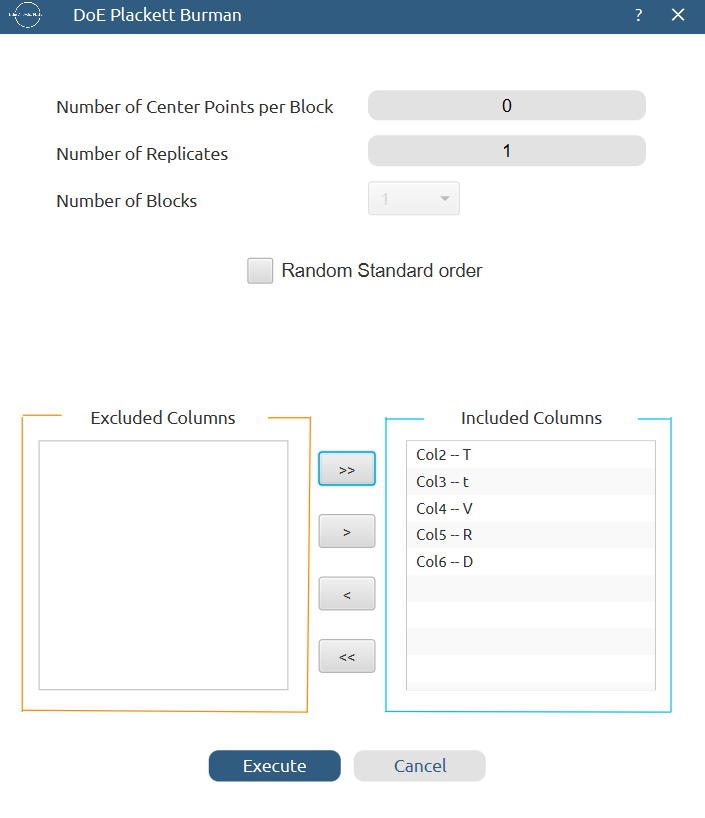 DoE Plackett Burman ? ×
Number of Center Points per Block 0
Number of Replicates 1
Number of Blocks 1
Random Standard order
Excluded Columns Included Columns
Col2 -- T
>>
Col3 -- t
Col4 -- V
>
Col5 -- R
Col6 -- D
<
<<
Execute Cancel